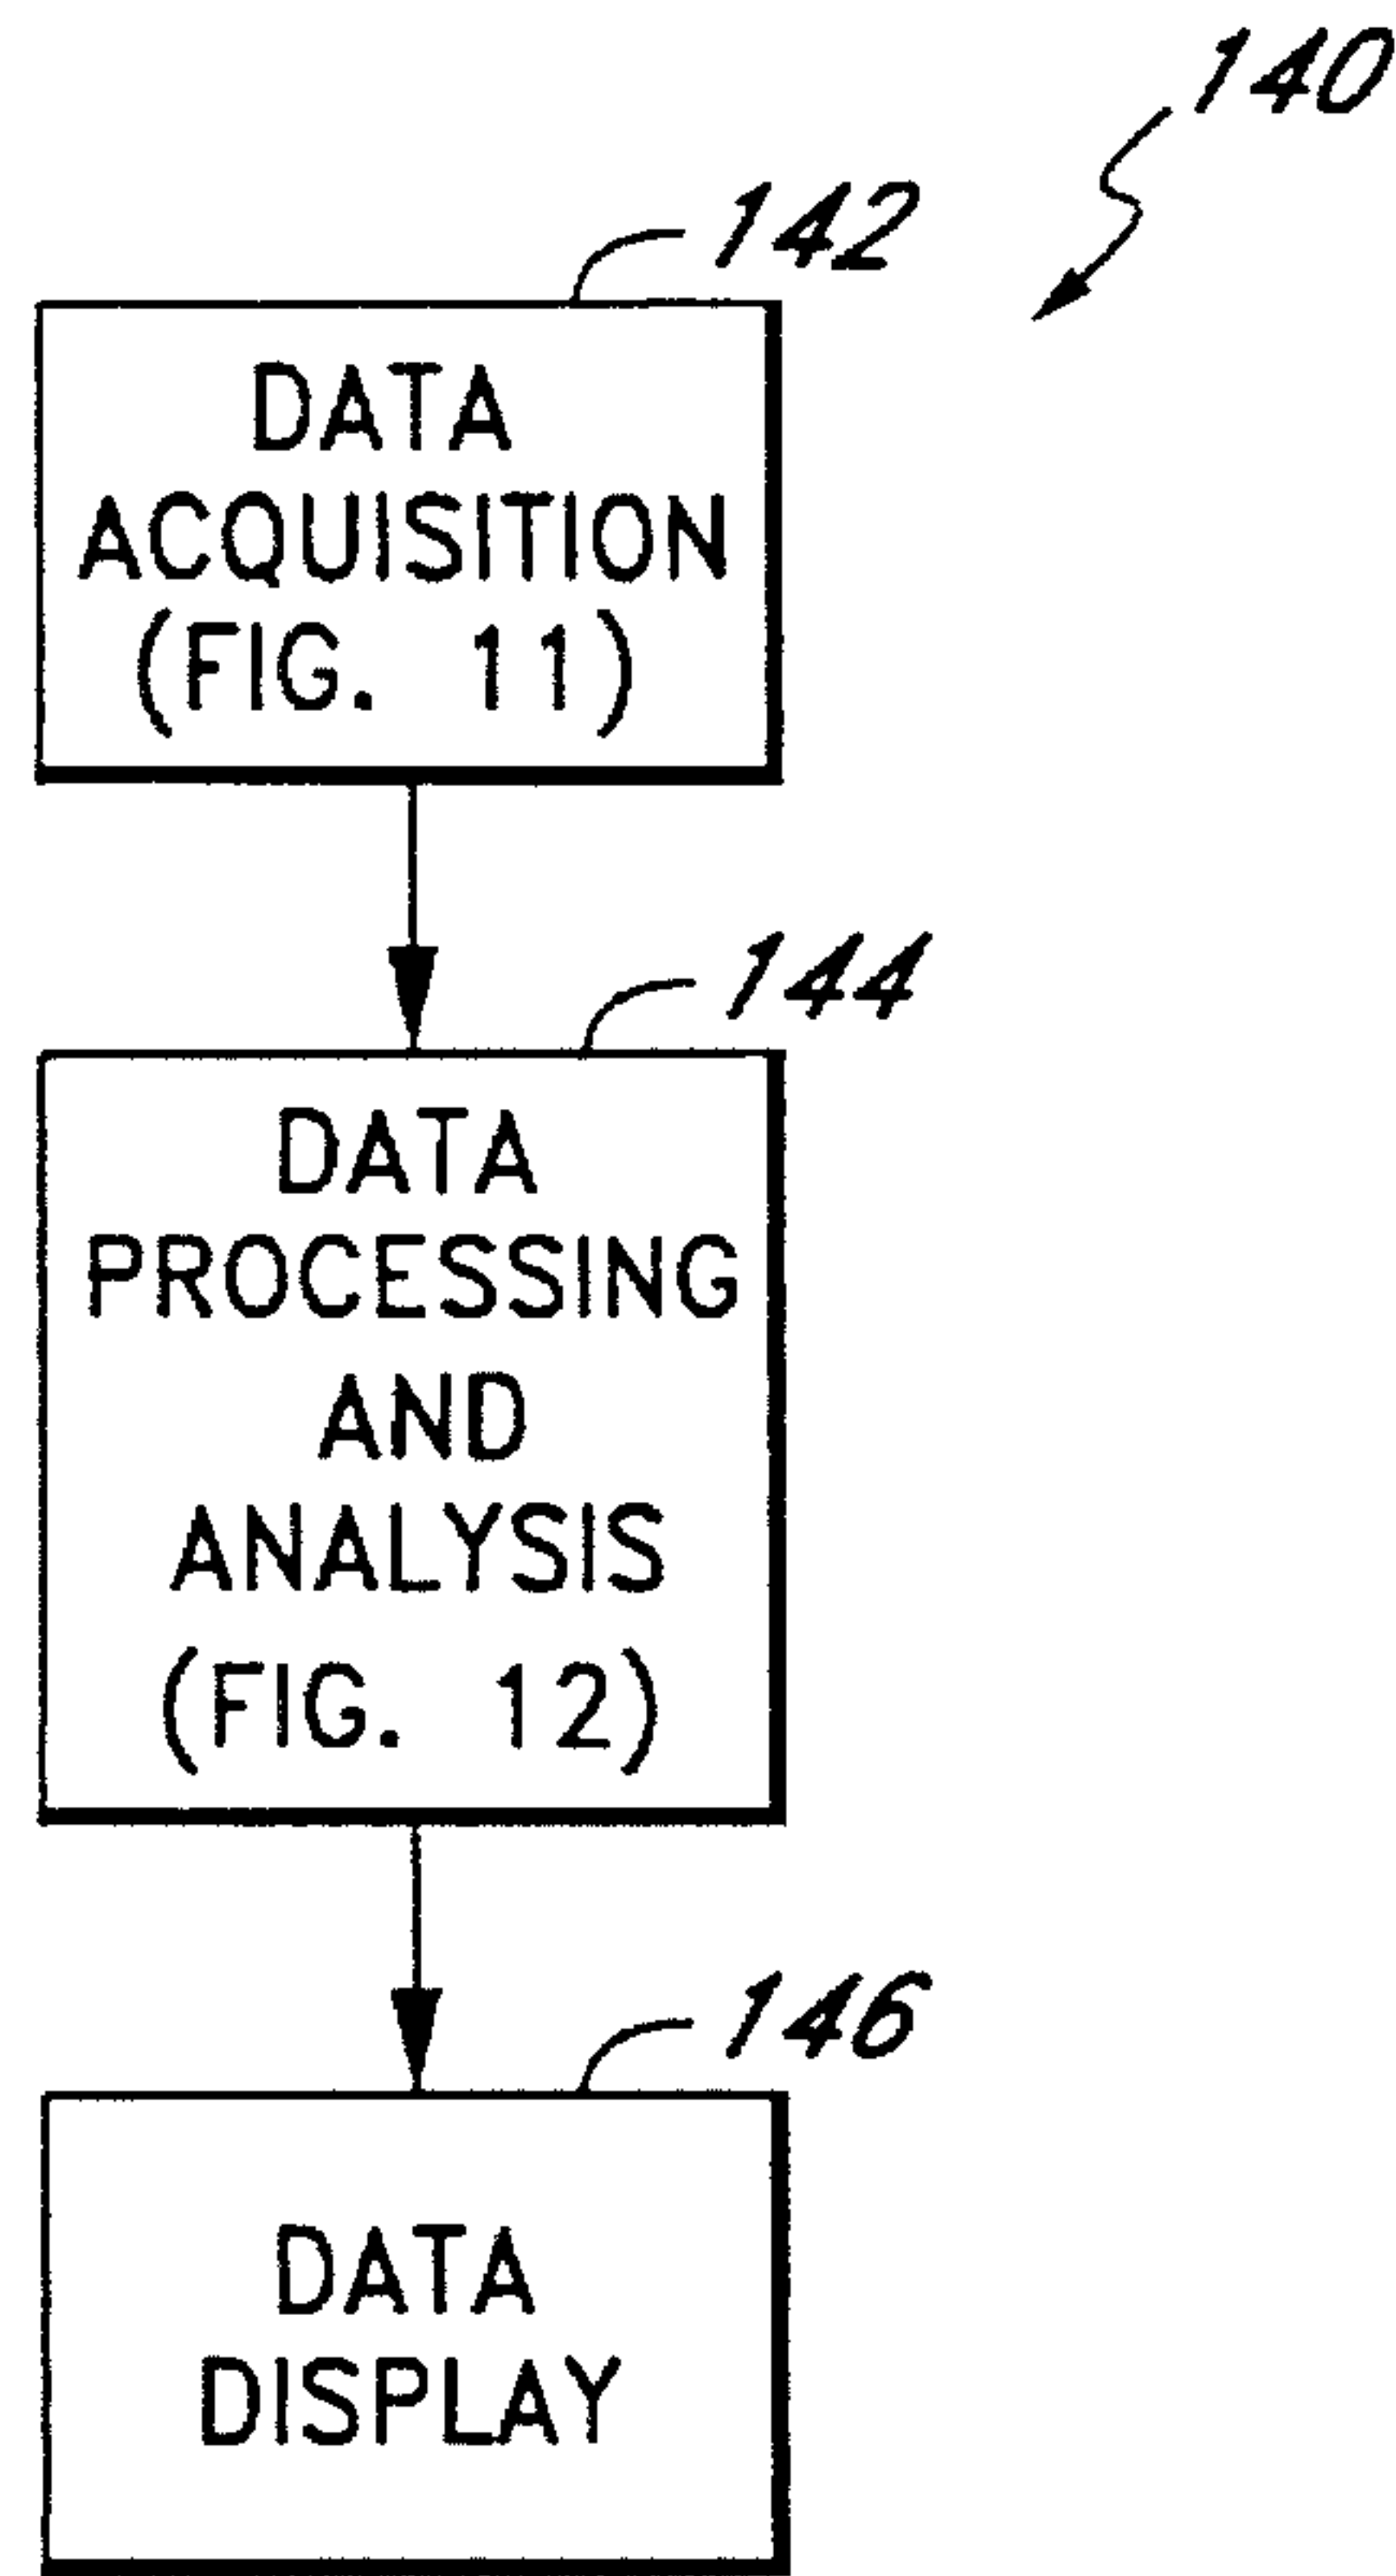 140
142
DATA
ACQUISITION
(FIG. 11)
144
DATA
PROCESSING
AND
ANALYSIS
(FIG. 12)
146
DATA
DISPLAY